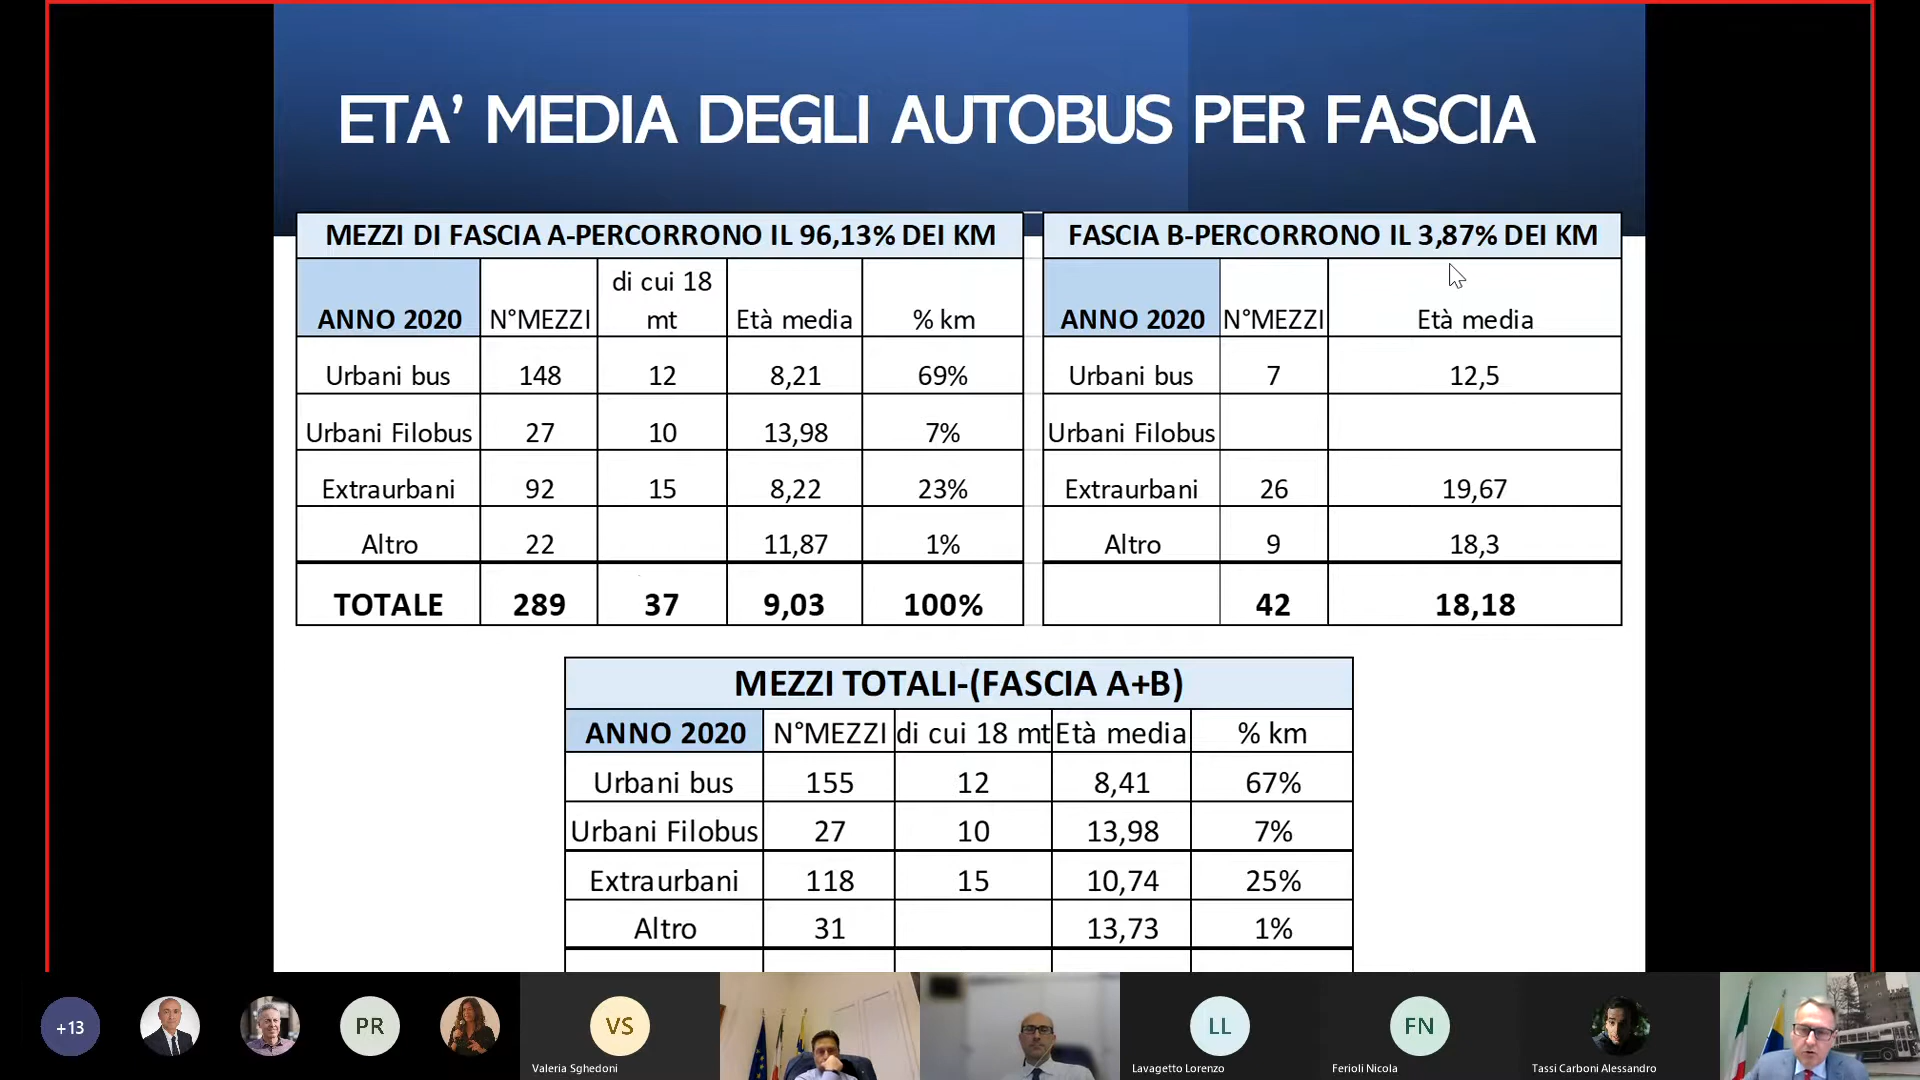 ETA' MEDIA DEGLI AUTOBUS PER FASCIA
MEZZI DI FASCIA A-PERCORRONO IL 96,13% DEI KM
ANNO 2020 N°MEZZI di cui 18 mt Età media % km
Urbani bus 148 12 8,21 69%
Urbani Filobus 27 10 13,98 7%
Extraurbani 92 15 8,22 23%
Altro 22 11,87 1%
TOTALE 289 37 9,03 100%
FASCIA B-PERCORRONO IL 3,87% DEI KM
ANNO 2020 N°MEZZI Età media
Urbani bus 7 12,5
Urbani Filobus
Extraurbani 26 19,67
Altro 9 18,3
42 18,18
MEZZI TOTALI-(FASCIA A+B)
ANNO 2020 N°MEZZI di cui 18 mt Età media % km
Urbani bus 155 12 8,41 67%
Urbani Filobus 27 10 13,98 7%
Extraurbani 118 15 10,74 25%
Altro 31 13,73 1%
+13
PR
VS
Valeria Sghedoni
LL
Lavagetto Lorenzo
FN
Ferioli Nicola
Tassi Carboni Alessandro